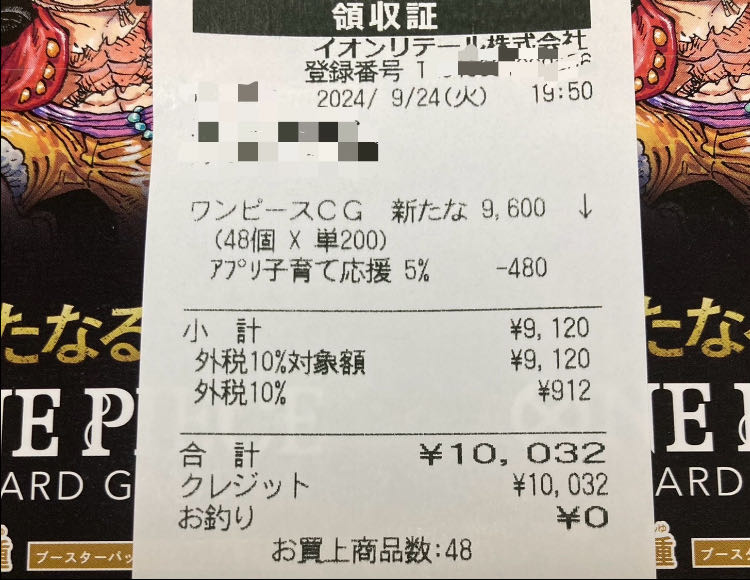 領収証
イオンリテール株式会社
登録番号 T
2024/ 9/24(火) 19:50
ワンピースCG 新たな 9,600 ↓
(48個 X 単200)
アプリ子育て応援 5% -480
小 計 ¥9,120
外税10%対象額 ¥9,120
外税10% ¥912
合 計 ¥10,032
クレジット ¥10,032
お釣り ¥0
お買上商品数:48
たなる
NE PI
ARD G
ブースターパッ
たな
NE P
CARD
種
ブースターパ